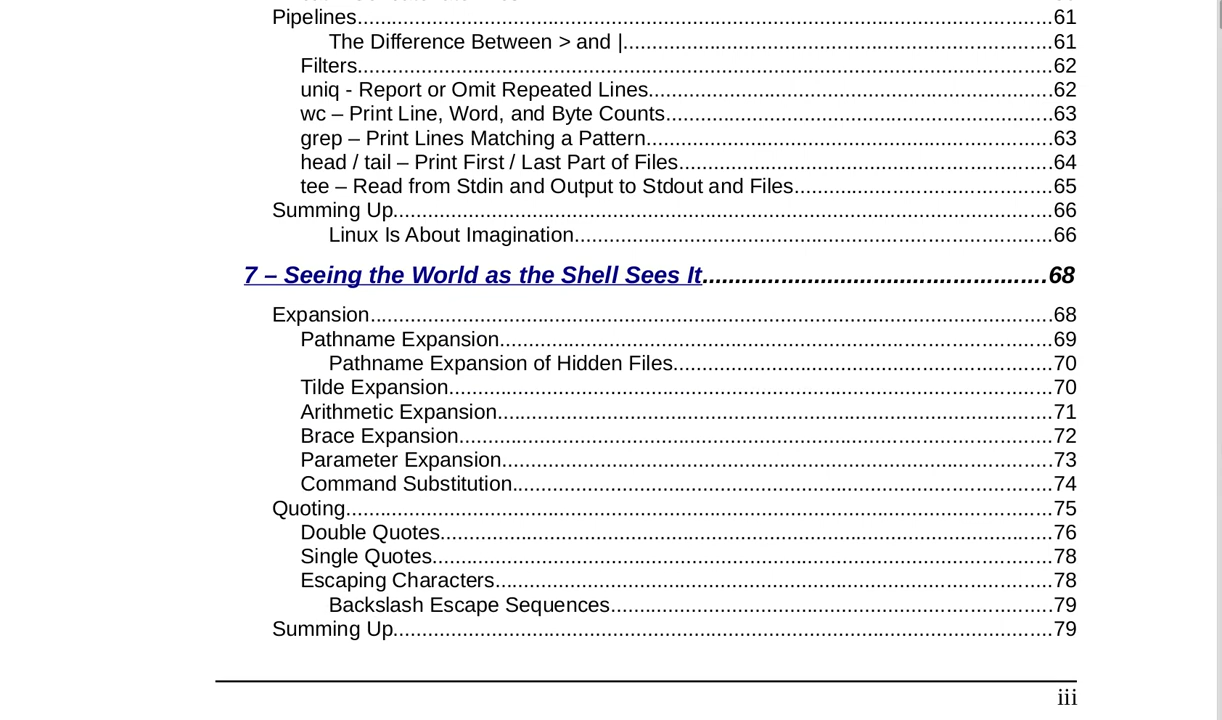 Pipelines..................................................................................................................61
The Difference Between > and |.......................................................................61
Filters...................................................................................................................62
uniq - Report or Omit Repeated Lines...................................................................62
wc – Print Line, Word, and Byte Counts................................................................63
grep – Print Lines Matching a Pattern...................................................................63
head / tail – Print First / Last Part of Files..............................................................64
tee – Read from Stdin and Output to Stdout and Files...........................................65
Summing Up.............................................................................................................66
Linux Is About Imagination...............................................................................66
7 – Seeing the World as the Shell Sees It.....................................................68
Expansion.................................................................................................................68
Pathname Expansion............................................................................................69
Pathname Expansion of Hidden Files...............................................................70
Tilde Expansion....................................................................................................70
Arithmetic Expansion............................................................................................71
Brace Expansion..................................................................................................72
Parameter Expansion...........................................................................................73
Command Substitution.........................................................................................74
Quoting.....................................................................................................................75
Double Quotes.....................................................................................................76
Single Quotes.......................................................................................................78
Escaping Characters............................................................................................78
Backslash Escape Sequences..........................................................................79
Summing Up.............................................................................................................79
iii